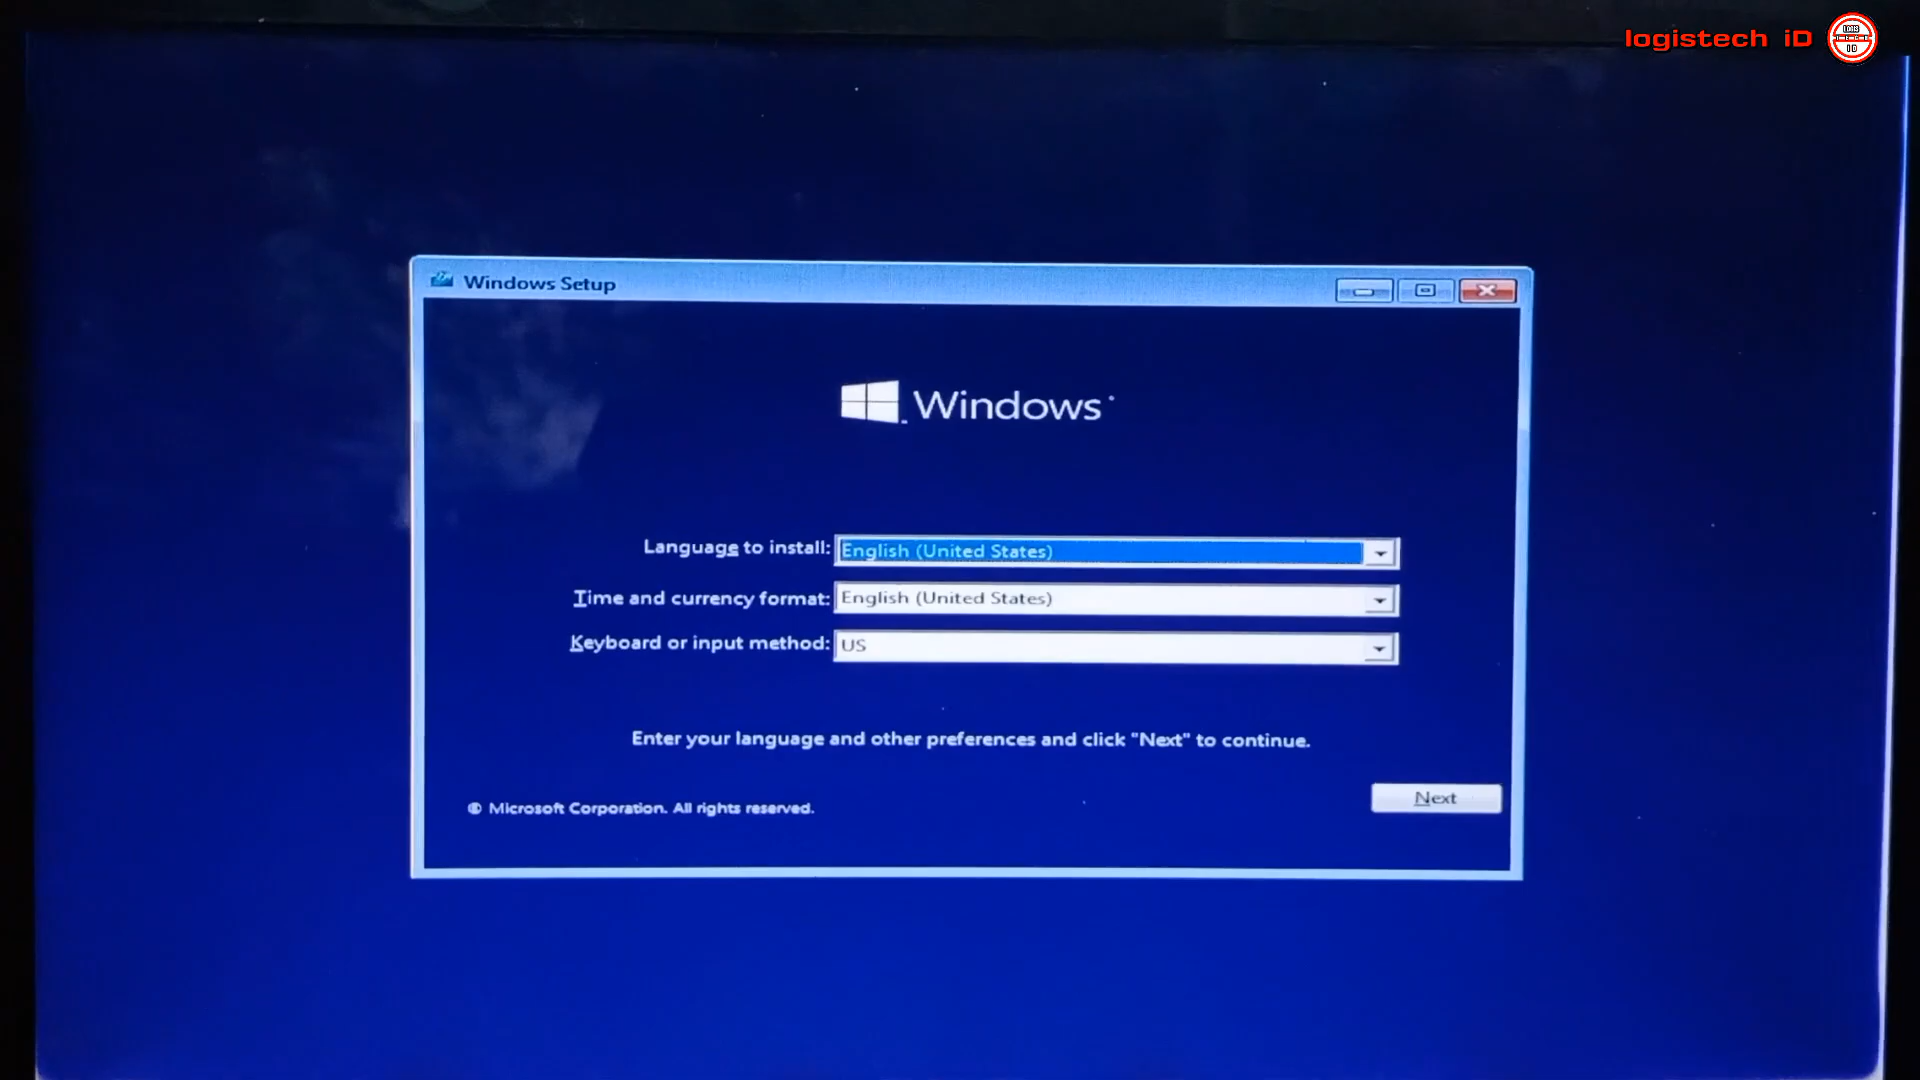 logistech iD
Windows Setup
Windows
Language to install: English (United States)
Time and currency format: English (United States)
Keyboard or input method: US
Enter your language and other preferences and click "Next" to continue.
© Microsoft Corporation. All rights reserved.
Next